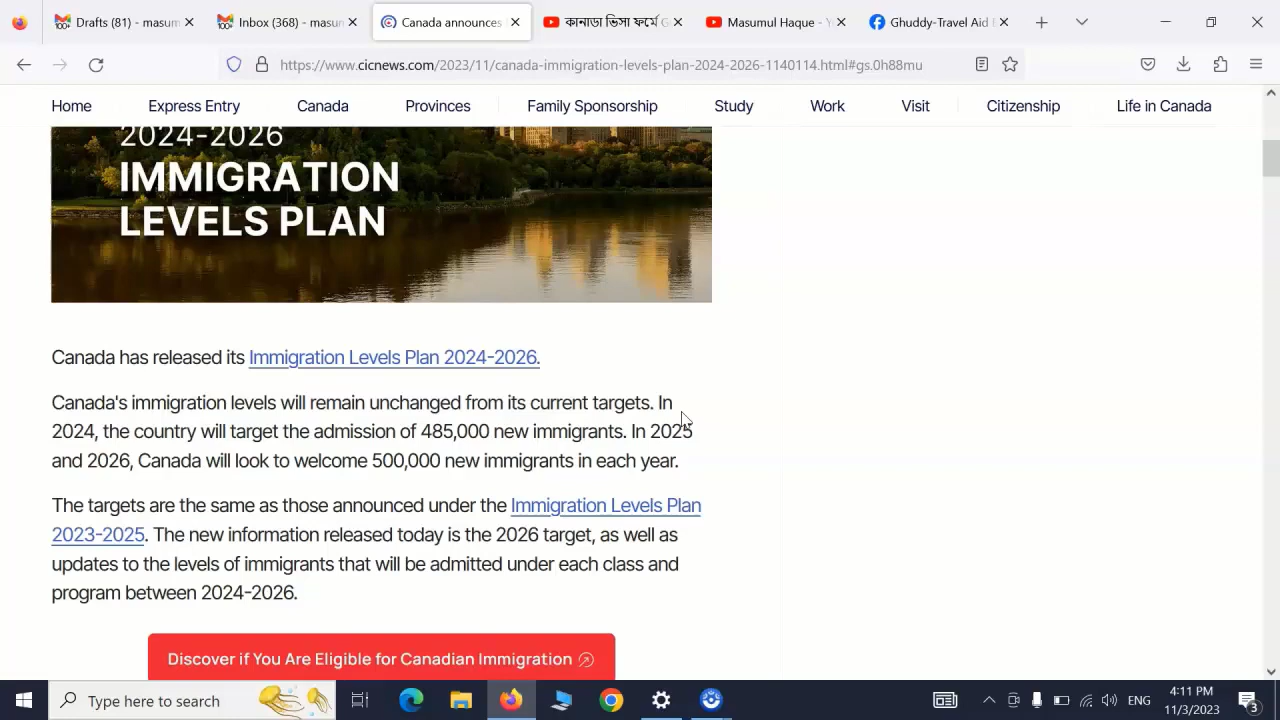 Drafts (81) - masum
Inbox (368) - masum
Canada announces
কানাডা ভিসা ফর্মে G
Masumul Haque - Y
Ghuddy-Travel Aid
https://www.cicnews.com/2023/11/canada-immigration-levels-plan-2024-2026-1140114.html#gs.0h88mu
Home Express Entry Canada Provinces Family Sponsorship Study Work Visit Citizenship Life in Canada
2024-2026
IMMIGRATION
LEVELS PLAN
Canada has released its Immigration Levels Plan 2024-2026.
Canada's immigration levels will remain unchanged from its current targets. In
2024, the country will target the admission of 485,000 new immigrants. In 2025
and 2026, Canada will look to welcome 500,000 new immigrants in each year.
The targets are the same as those announced under the Immigration Levels Plan
2023-2025. The new information released today is the 2026 target, as well as
updates to the levels of immigrants that will be admitted under each class and
program between 2024-2026.
Discover if You Are Eligible for Canadian Immigration
Type here to search
ENG
4:11 PM
11/3/2023
3